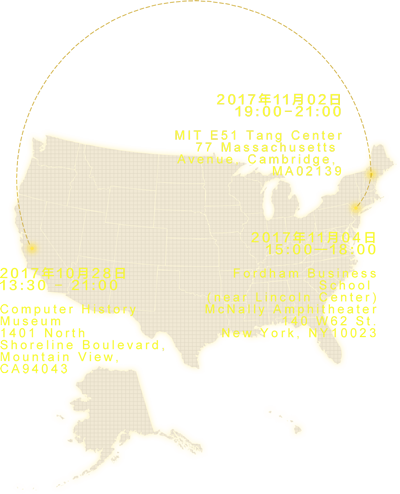 2017年11月02日
19:00-21:00
MIT E51 Tang Center
77 Massachusetts
Avenue, Cambridge,
MA02139
2017年11月04日
15:00 -18:00
Fordham Business
School
(near Lincoln Center)
McNally Amphitheater
140 W62 St,
New York, NY10023
2017年10月28日
13:30 - 21:00
Computer History
Museum
1401 North
Shoreline Boulevard,
Mountain View,
CA94043